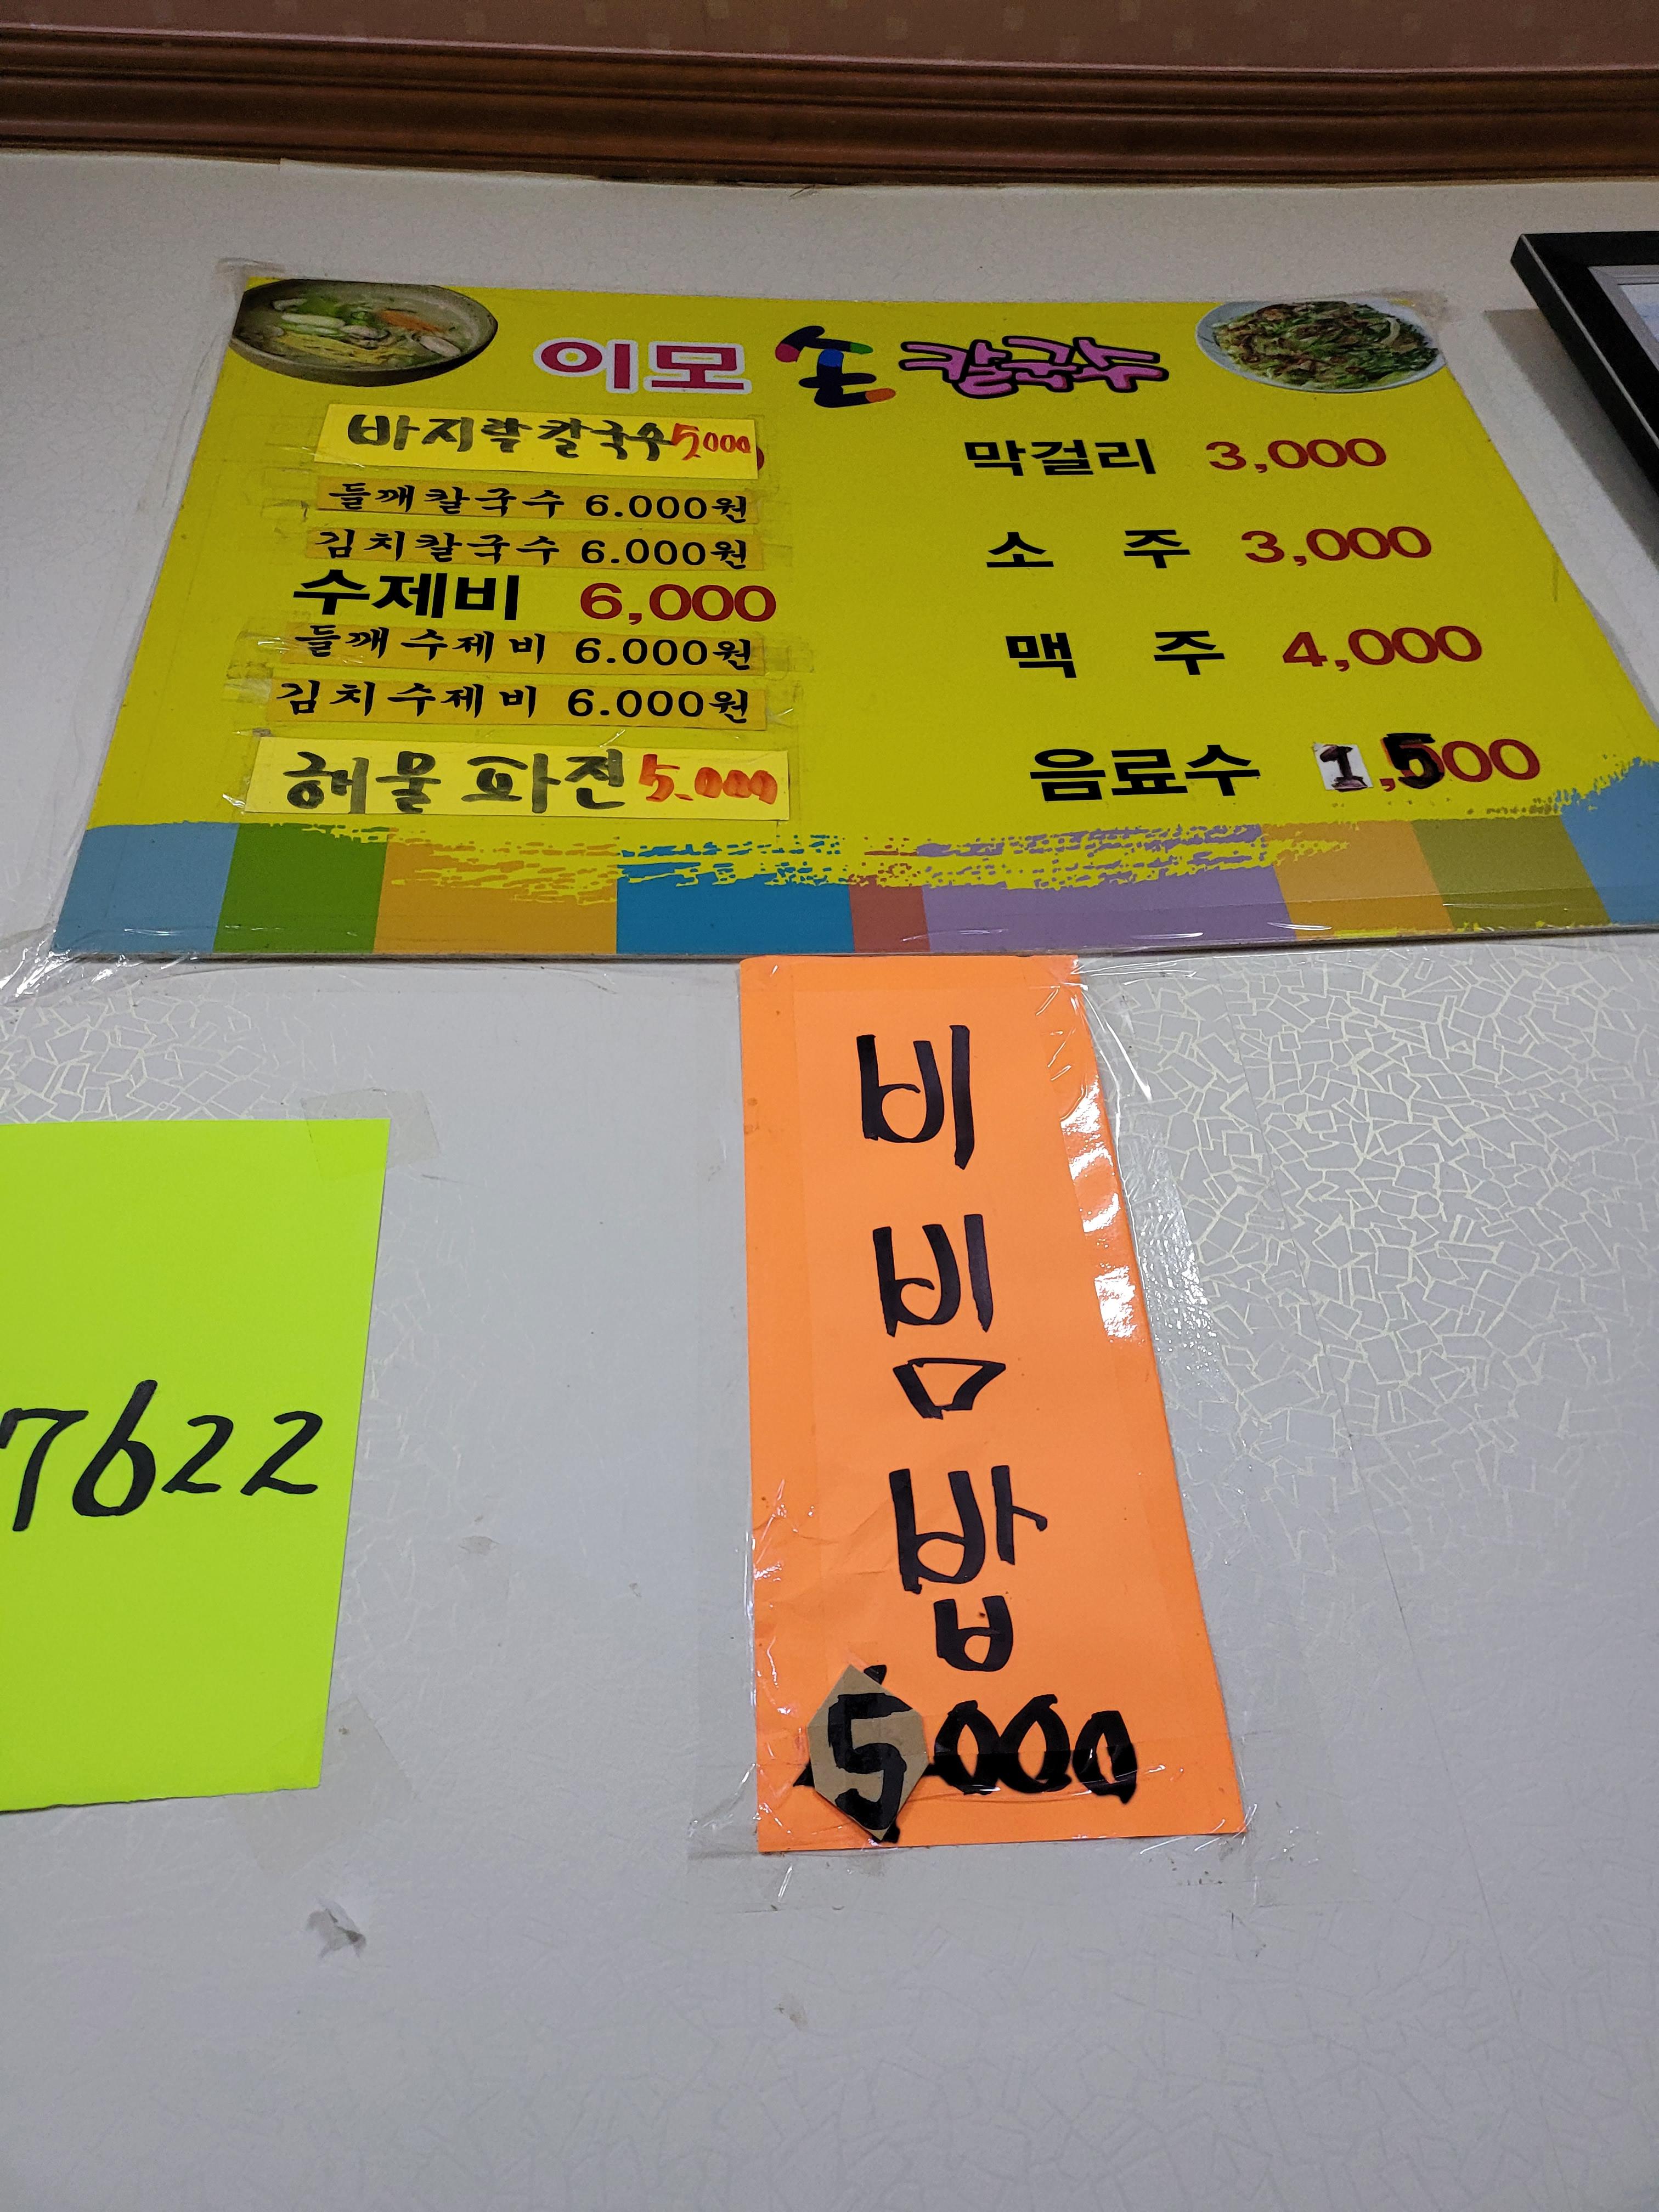 이모 손 칼국수
바지락칼국수 5000
들깨칼국수 6.000원
김치칼국수 6.000원
수제비 6,000
들깨수제비 6.000원
김치수제비 6.000원
해물파전 5.000
막걸리 3,000
소 주 3,000
맥 주 4,000
음료수 1,500
비빔밥
5000
7622